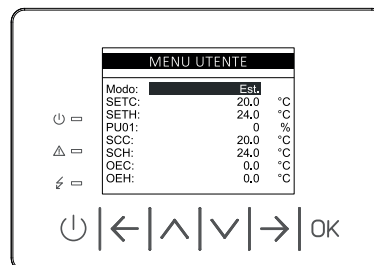 MENU UTENTE
Modo: Est.
SETC: 20.0 °C
SETH: 24.0 °C
PU01: 0 %
SCC: 20.0 °C
SCH: 24.0 °C
OEC: 0.0 °C
OEH: 0.0 °C
OK